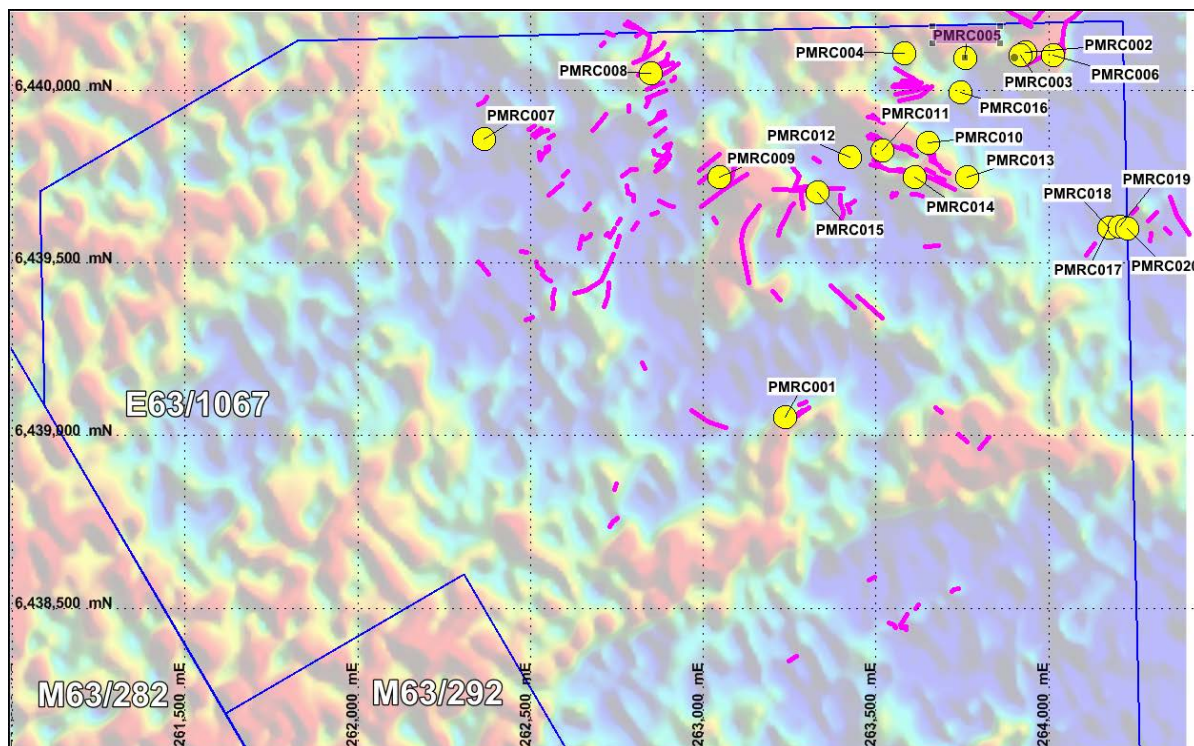 PMRC005
PMRC004
PMRC002
PMRC008
PMRC003
PMRC006
6,440,000 mN
PMRC016
PMRC007
PMRC011
PMRC012
PMRC010
PMRC009
PMRC013
PMRC019
PMRC018
PMRC014
PMRC015
6,439,500 mN
PMRC017
PMRC020
PMRC001
E63/1067
6,439,000 mN
6,438,500 mN
M63/282
M63/292
261,500 mE
262,000 mE
262,500 mE
263,000 mE
263,500 mE
264,000 mE